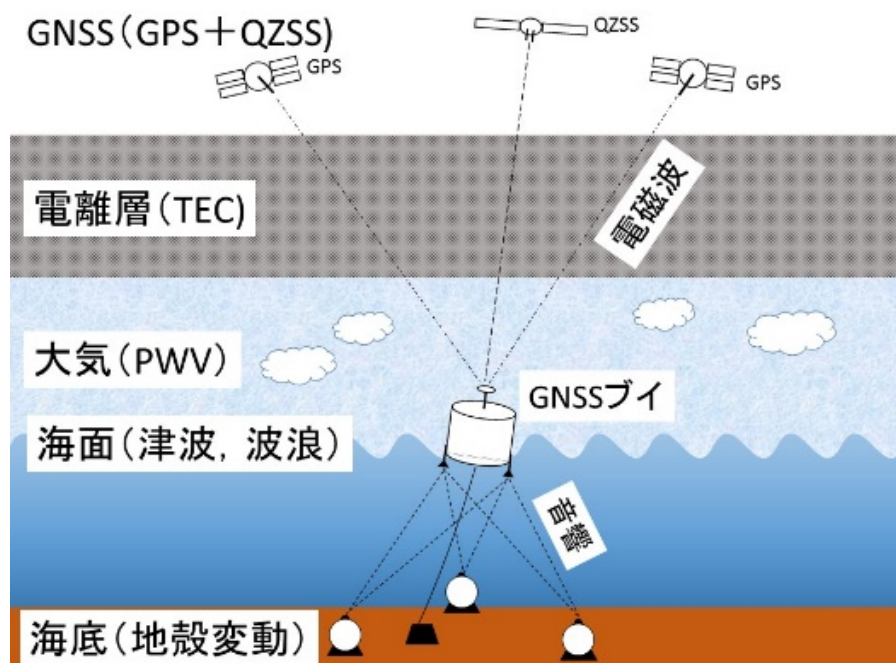 GNSS(GPS+QZSS)
QZSS
GPS
GPS
電離層(TEC)
電磁波
大気(PWV)
GNSSブイ
海面(津波, 波浪)
音響
海底(地殻変動)